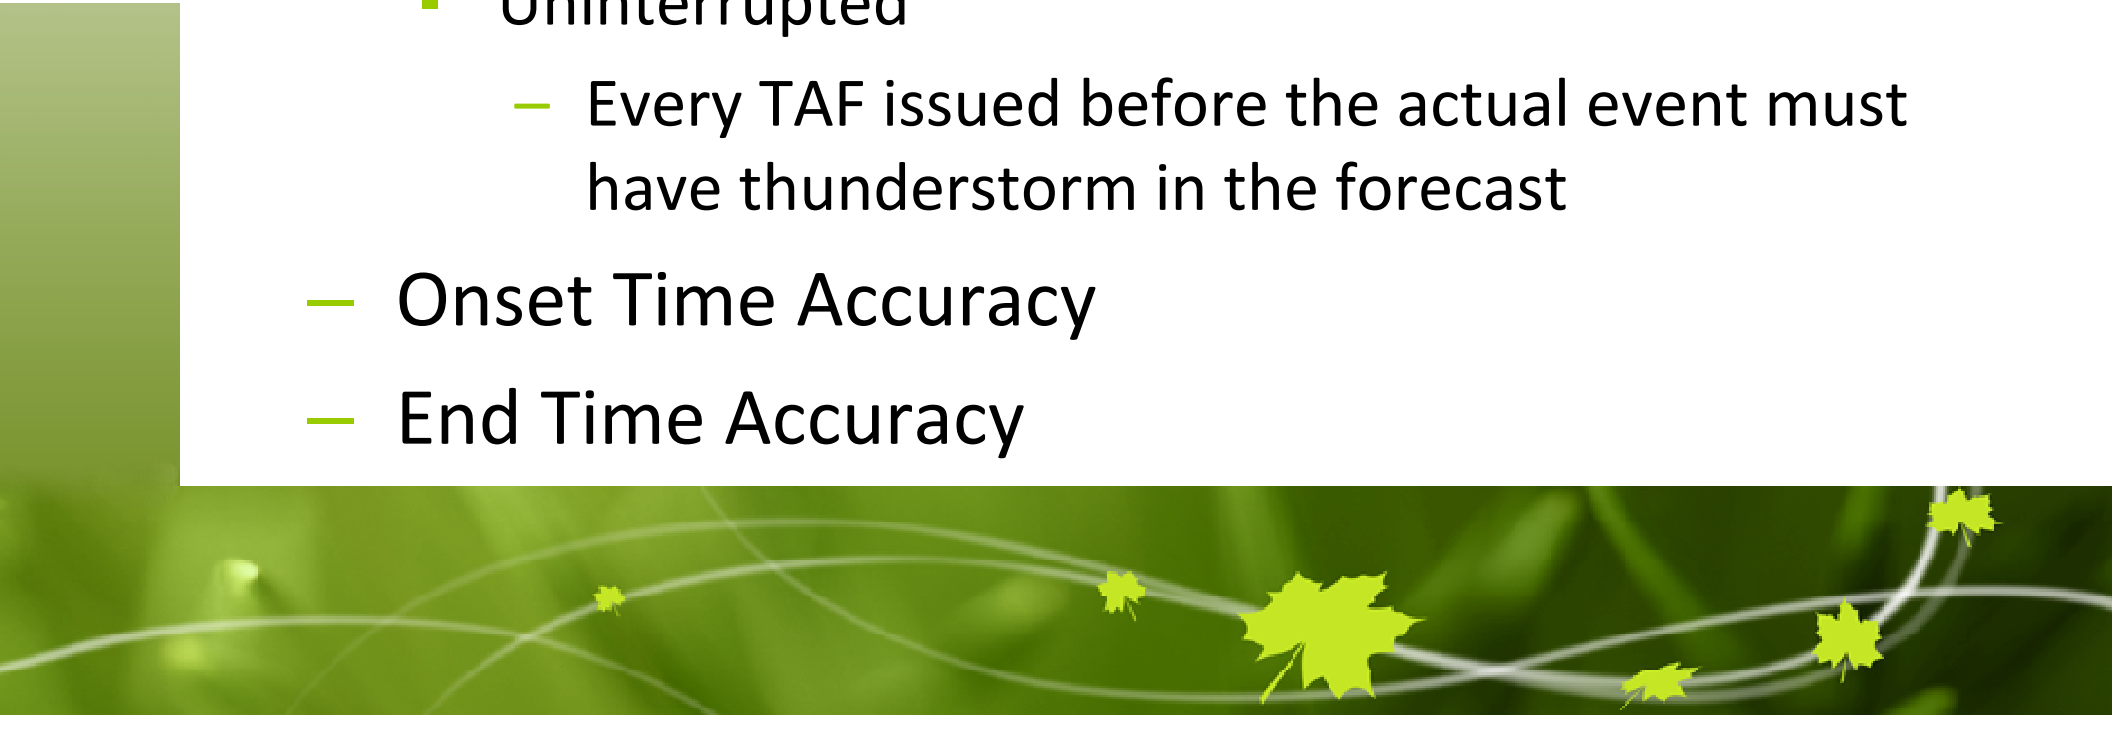 ▪ Uninterrupted
– Every TAF issued before the actual event must
have thunderstorm in the forecast
– Onset Time Accuracy
– End Time Accuracy